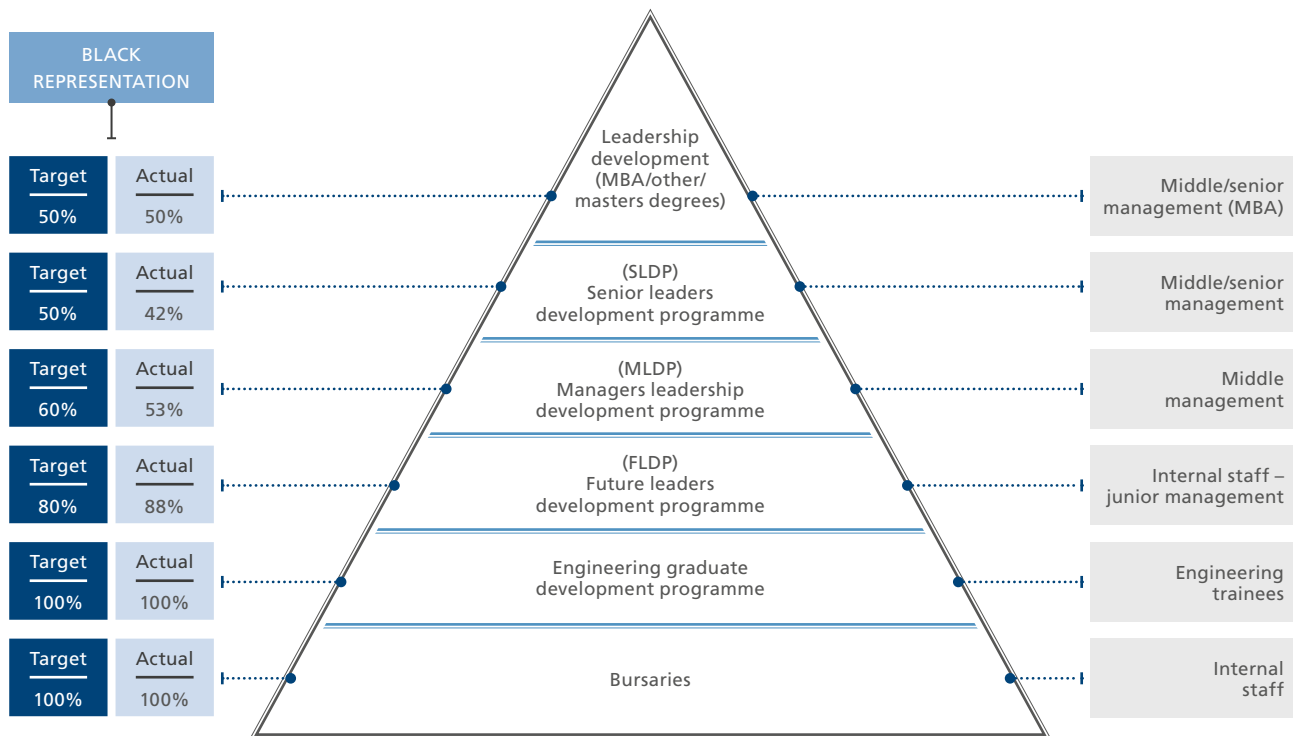 BLACK
REPRESENTATION
Target
50%
Actual
50%
Leadership
development
(MBA/other/
masters degrees)
Middle/senior
management (MBA)
Target
50%
Actual
42%
(SLDP)
Senior leaders
development programme
Middle/senior
management
Target
60%
Actual
53%
(MLDP)
Managers leadership
development programme
Middle
management
Target
80%
Actual
88%
(FLDP)
Future leaders
development programme
Internal staff –
junior management
Target
100%
Actual
100%
Engineering graduate
development programme
Engineering
trainees
Target
100%
Actual
100%
Bursaries
Internal
staff